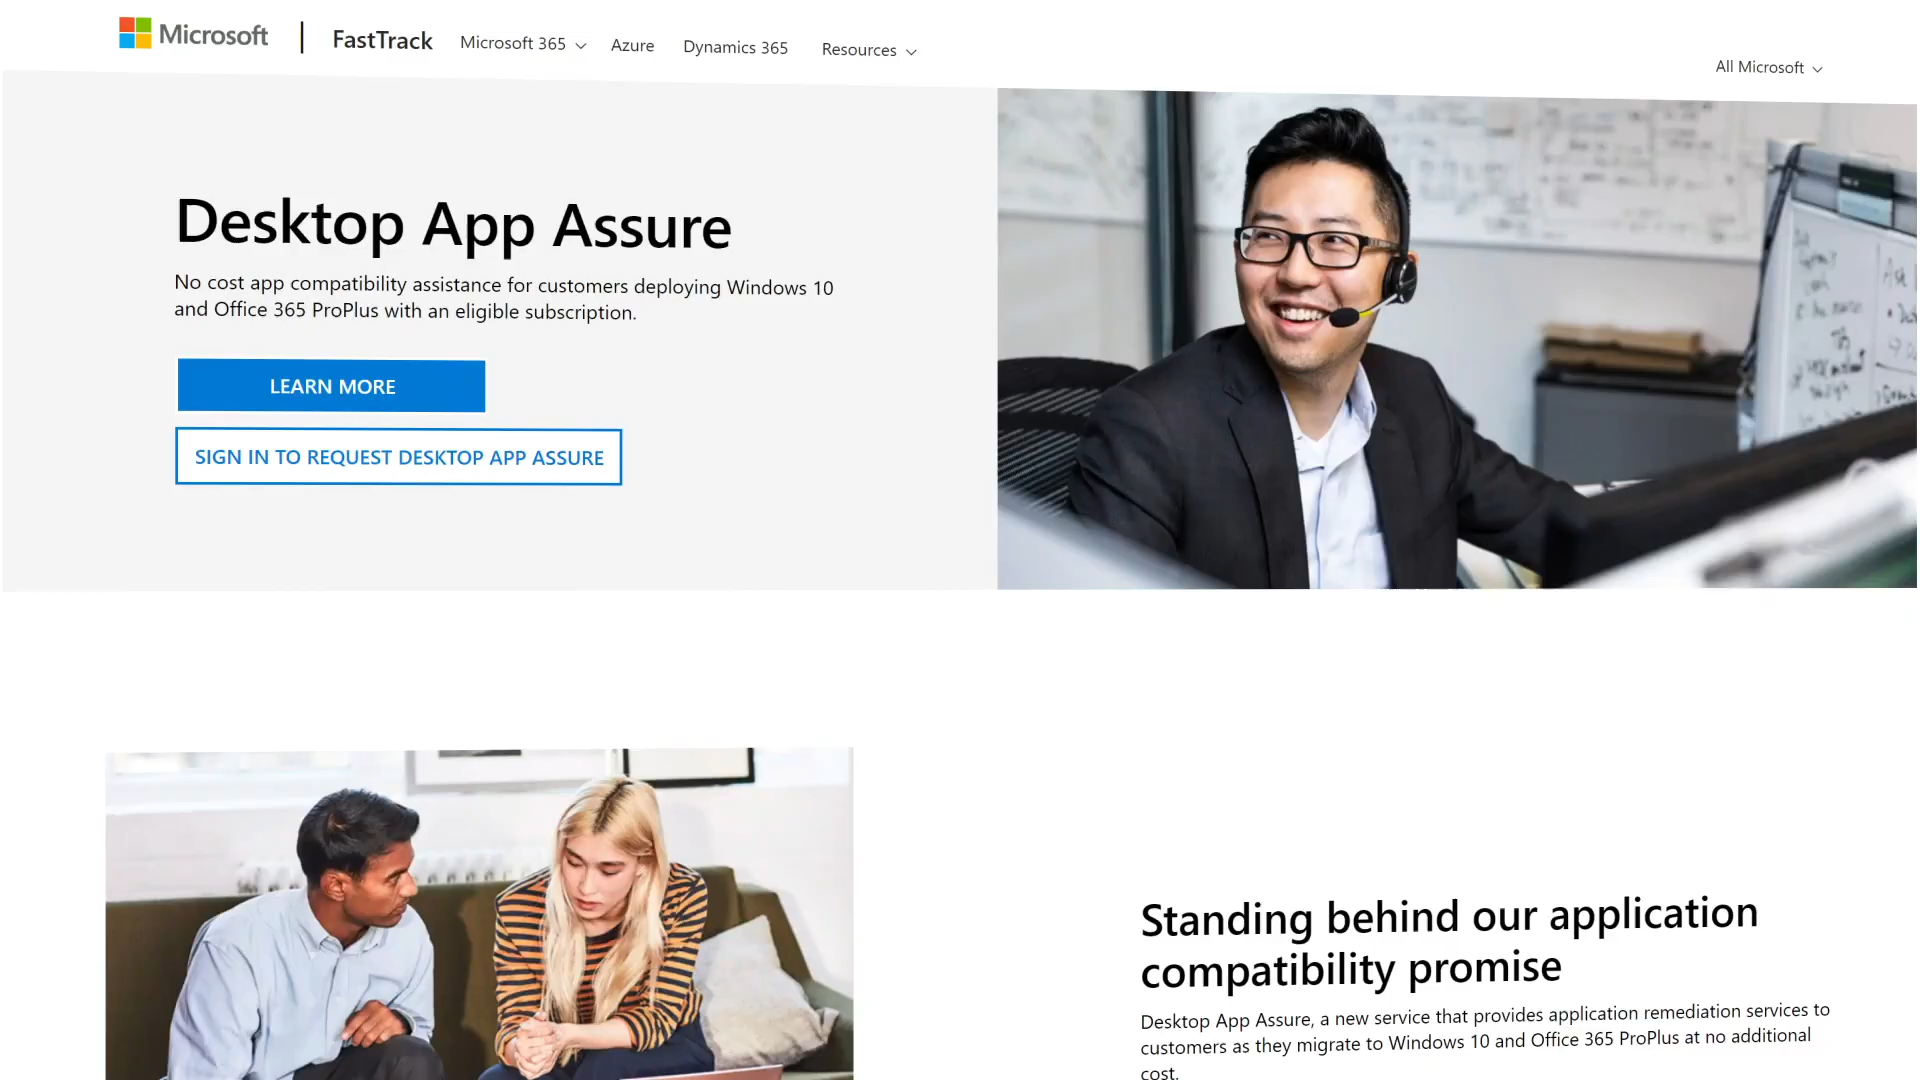 Microsoft
FastTrack
Microsoft 365
Azure
Dynamics 365
Resources
All Microsoft
Desktop App Assure
No cost app compatibility assistance for customers deploying Windows 10
and Office 365 ProPlus with an eligible subscription.
LEARN MORE
SIGN IN TO REQUEST DESKTOP APP ASSURE
Standing behind our application
compatibility promise
Desktop App Assure, a new service that provides application remediation services to
customers as they migrate to Windows 10 and Office 365 ProPlus at no additional
cost.